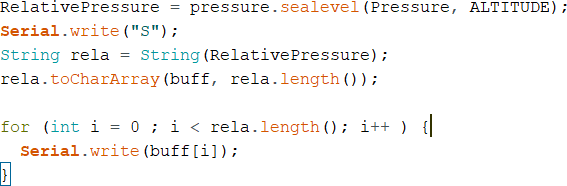 RelativePressure = pressure.sealevel(Pressure, ALTITUDE);
Serial.write("S");
String rela = String(RelativePressure);
rela.toCharArray(buff, rela.length());
for (int i = 0 ; i < rela.length(); i++ ) {
Serial.write(buff[i]);
}